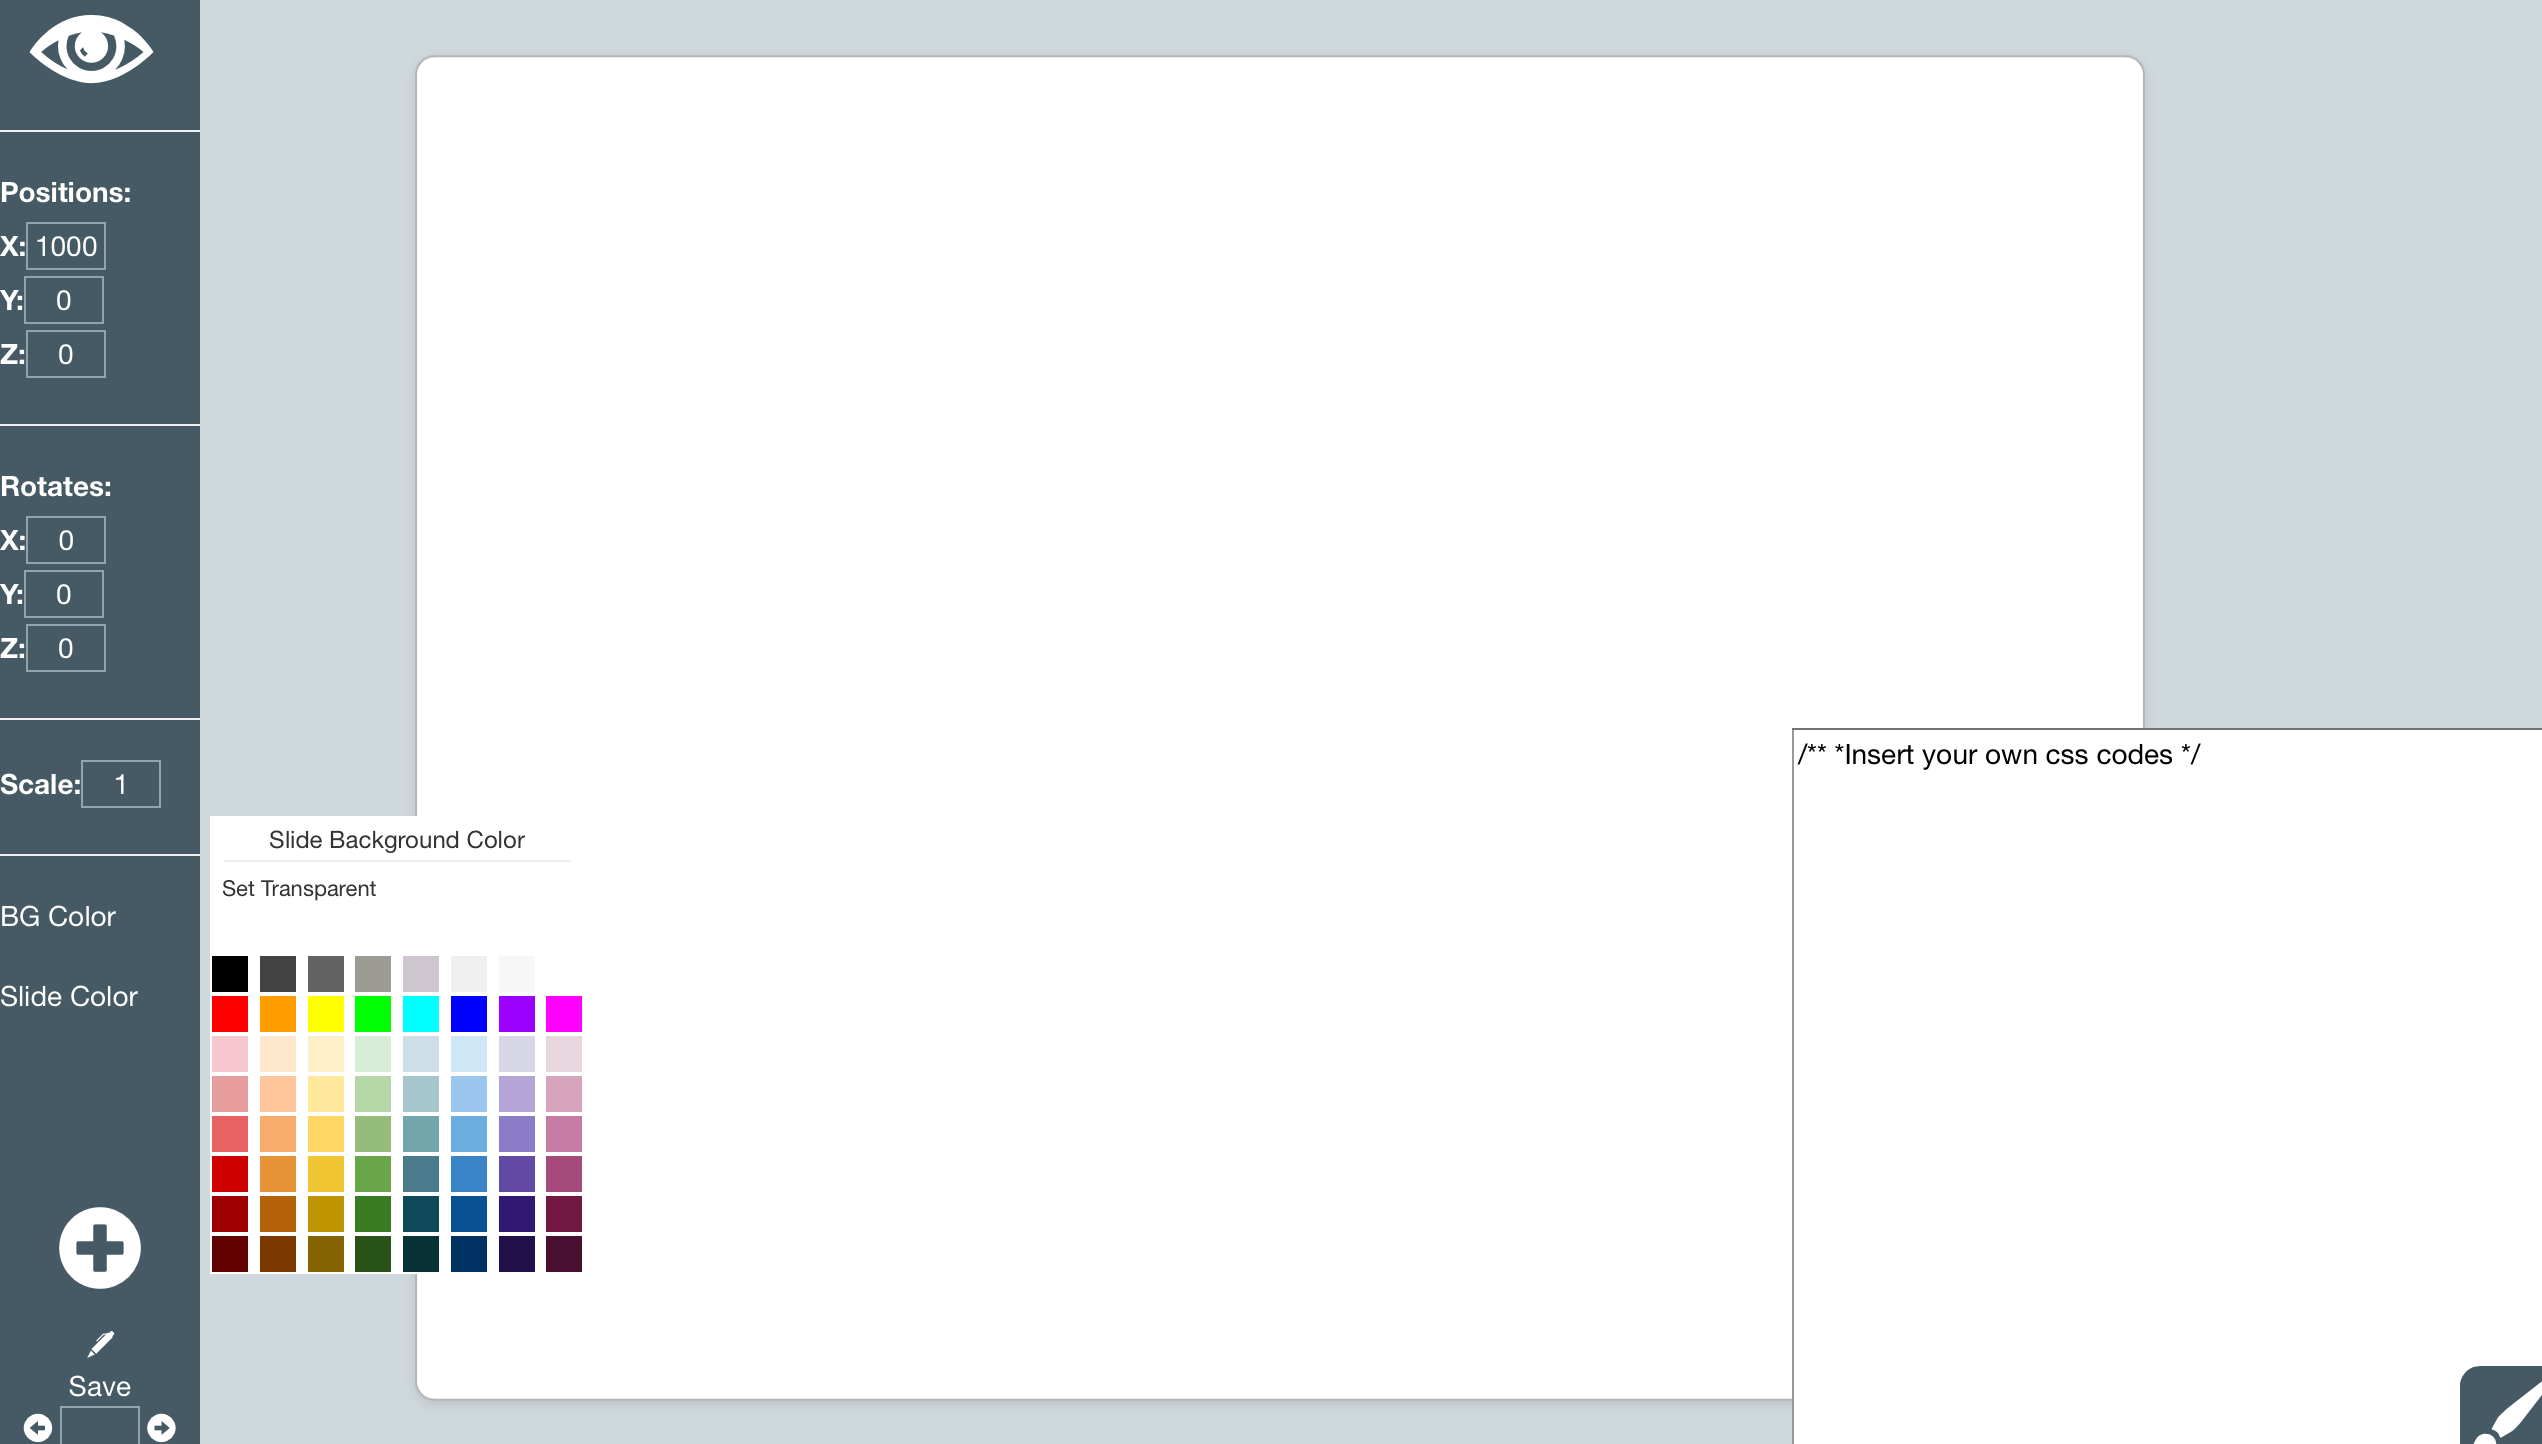 Positions:
X: 1000
Y: 0
Z: 0
Rotates:
X: 0
Y: 0
Z: 0
Scale: 1
BG Color
Slide Color
Save
Slide Background Color
Set Transparent
/** *Insert your own css codes */